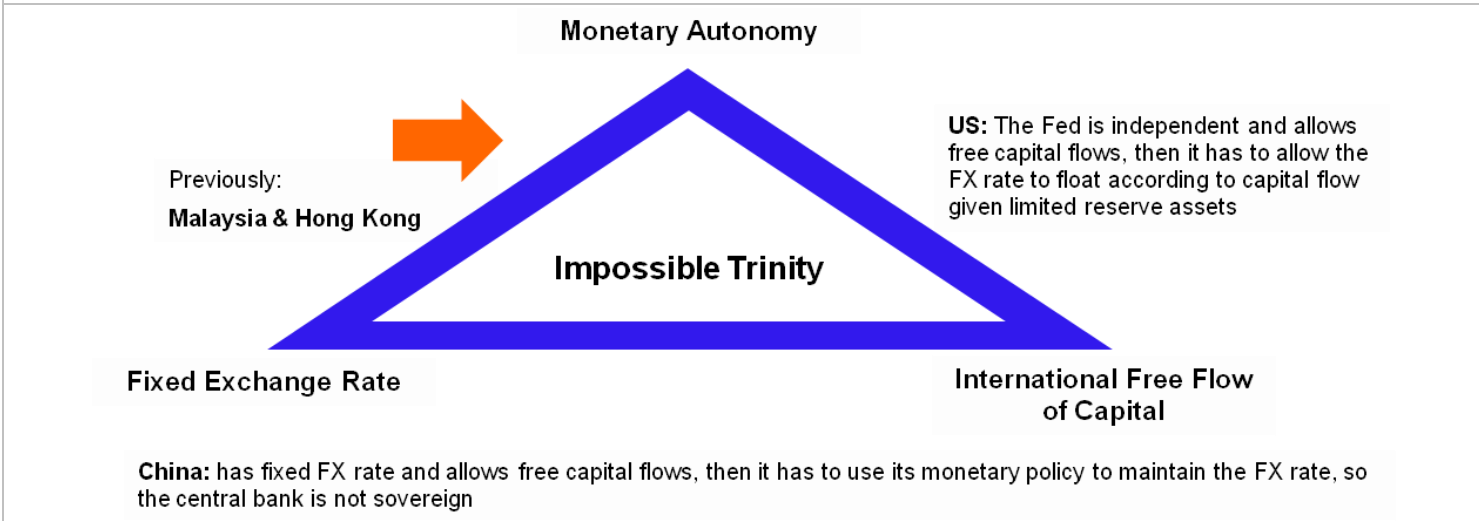 Monetary Autonomy
US: The Fed is independent and allows
free capital flows, then it has to allow the
FX rate to float according to capital flow
given limited reserve assets
Previously:
Malaysia & Hong Kong
Impossible Trinity
Fixed Exchange Rate
International Free Flow
of Capital
China: has fixed FX rate and allows free capital flows, then it has to use its monetary policy to maintain the FX rate, so
the central bank is not sovereign